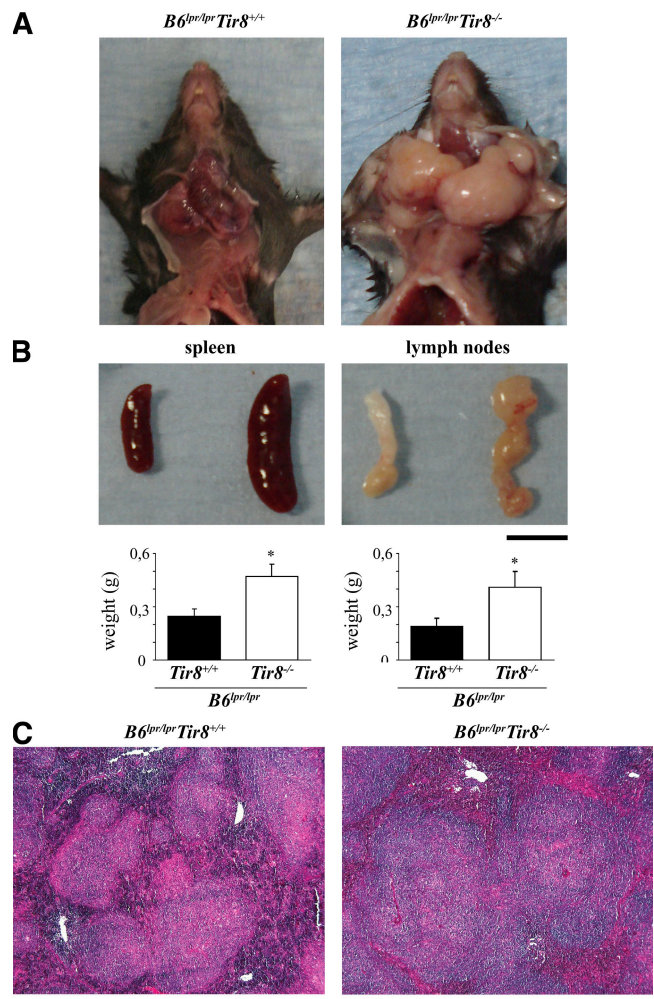 A
B6lpr/lprTir8+/+ B6lpr/lprTir8-/-
B
spleen lymph nodes
0,6 0,6
* *
weight (g) weight (g)
0,3 0,3
0 0
Tir8+/+ Tir8-/- Tir8+/+ Tir8-/-
B6lpr/lpr B6lpr/lpr
C
B6lpr/lprTir8+/+ B6lpr/lprTir8-/-